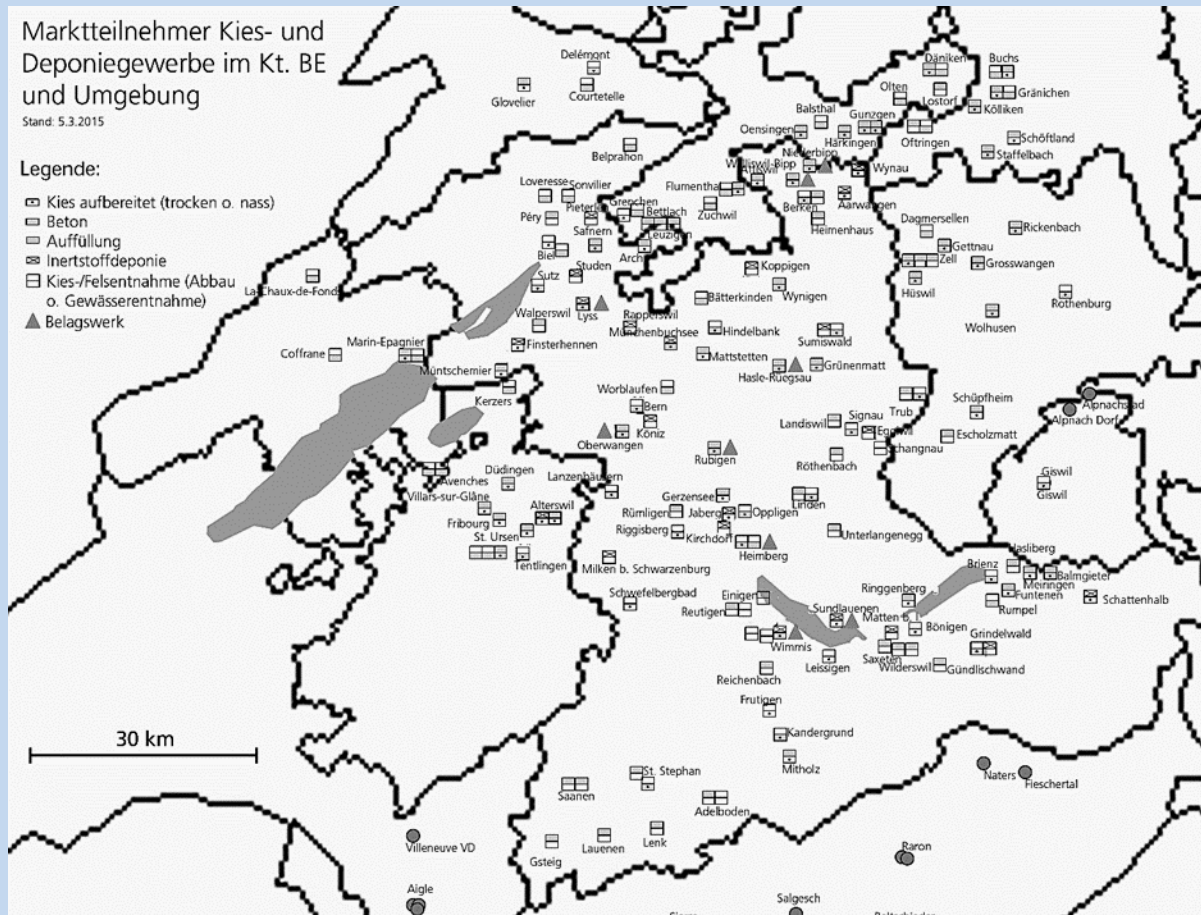 Marktteilnehmer Kies- und
Deponiegewerbe im Kt. BE
und Umgebung
Stand: 5.3.2015
Legende:
Kies aufbereitet (trocken o. nass)
Beton
Auffüllung
Inertstoffdeponie
Kies-/Felsentnahme (Abbau
o. Gewässerentnahme)
Belagswerk
30 km
Delémont
Glovelier
Courtetelle
Däniken
Buchs
Olten
Lostorf
Gränichen
Kölliken
Balsthal
Gunzgen
Oensingen
Härkingen
Oftringen
Schöftland
Staffelbach
Belprahon
Niederbipp
Walliswil-Bipp
Attiswil
Wynau
Loveresse
Sonvilier
Flumenthal
Pieterlen
Grenchen
Bettlach
Zuchwil
Berken
Aarwangen
Péry
Safnern
Leuzigen
Heimenhaus
Dagmersellen
Rickenbach
Biel
Arch
Gettnau
Zell
Grosswangen
La-Chaux-de-Fonds
Sutz
Studen
Koppigen
Hüswil
Wynigen
Rothenburg
Bätterkinden
Walperswil
Lyss
Rapperswil
Wolhusen
Münchenbuchsee
Hindelbank
Sumiswald
Coffrane
Marin-Epagnier
Finsterhennen
Mattstetten
Müntschemier
Hasle-Rüegsau
Grünenmatt
Kerzers
Worblaufen
Trub
Schüpfheim
Alpnachstad
Alpnach Dorf
Bern
Köniz
Landiswil
Signau
Eggiwil
Escholzmatt
Oberwangen
Rubigen
Schangnau
Röthenbach
Düdingen
Lanzenhäusern
Avenches
Giswil
Giswil
Villars-sur-Glâne
Alterswil
Gerzensee
Linden
Fribourg
Rümligen
Jaberg
Oppligen
St. Ursen
Riggisberg
Kirchdorf
Unterlangenegg
Tentlingen
Heimberg
Milken b. Schwarzenburg
Hasliberg
Brienz
Meiringen
Balmgieter
Schwefelbergbad
Einigen
Ringgenberg
Funtenen
Schattenhalb
Reutigen
Sundlauenen
Matten b. I.
Rumpel
Bönigen
Wimmis
Grindelwald
Leissigen
Saxeten
Wilderswil
Gündlischwand
Reichenbach
Frutigen
Kandergrund
Mitholz
St. Stephan
Naters
Fieschertal
Saanen
Adelboden
Villeneuve VD
Gsteig
Lauenen
Lenk
Raron
Aigle
Salgesch